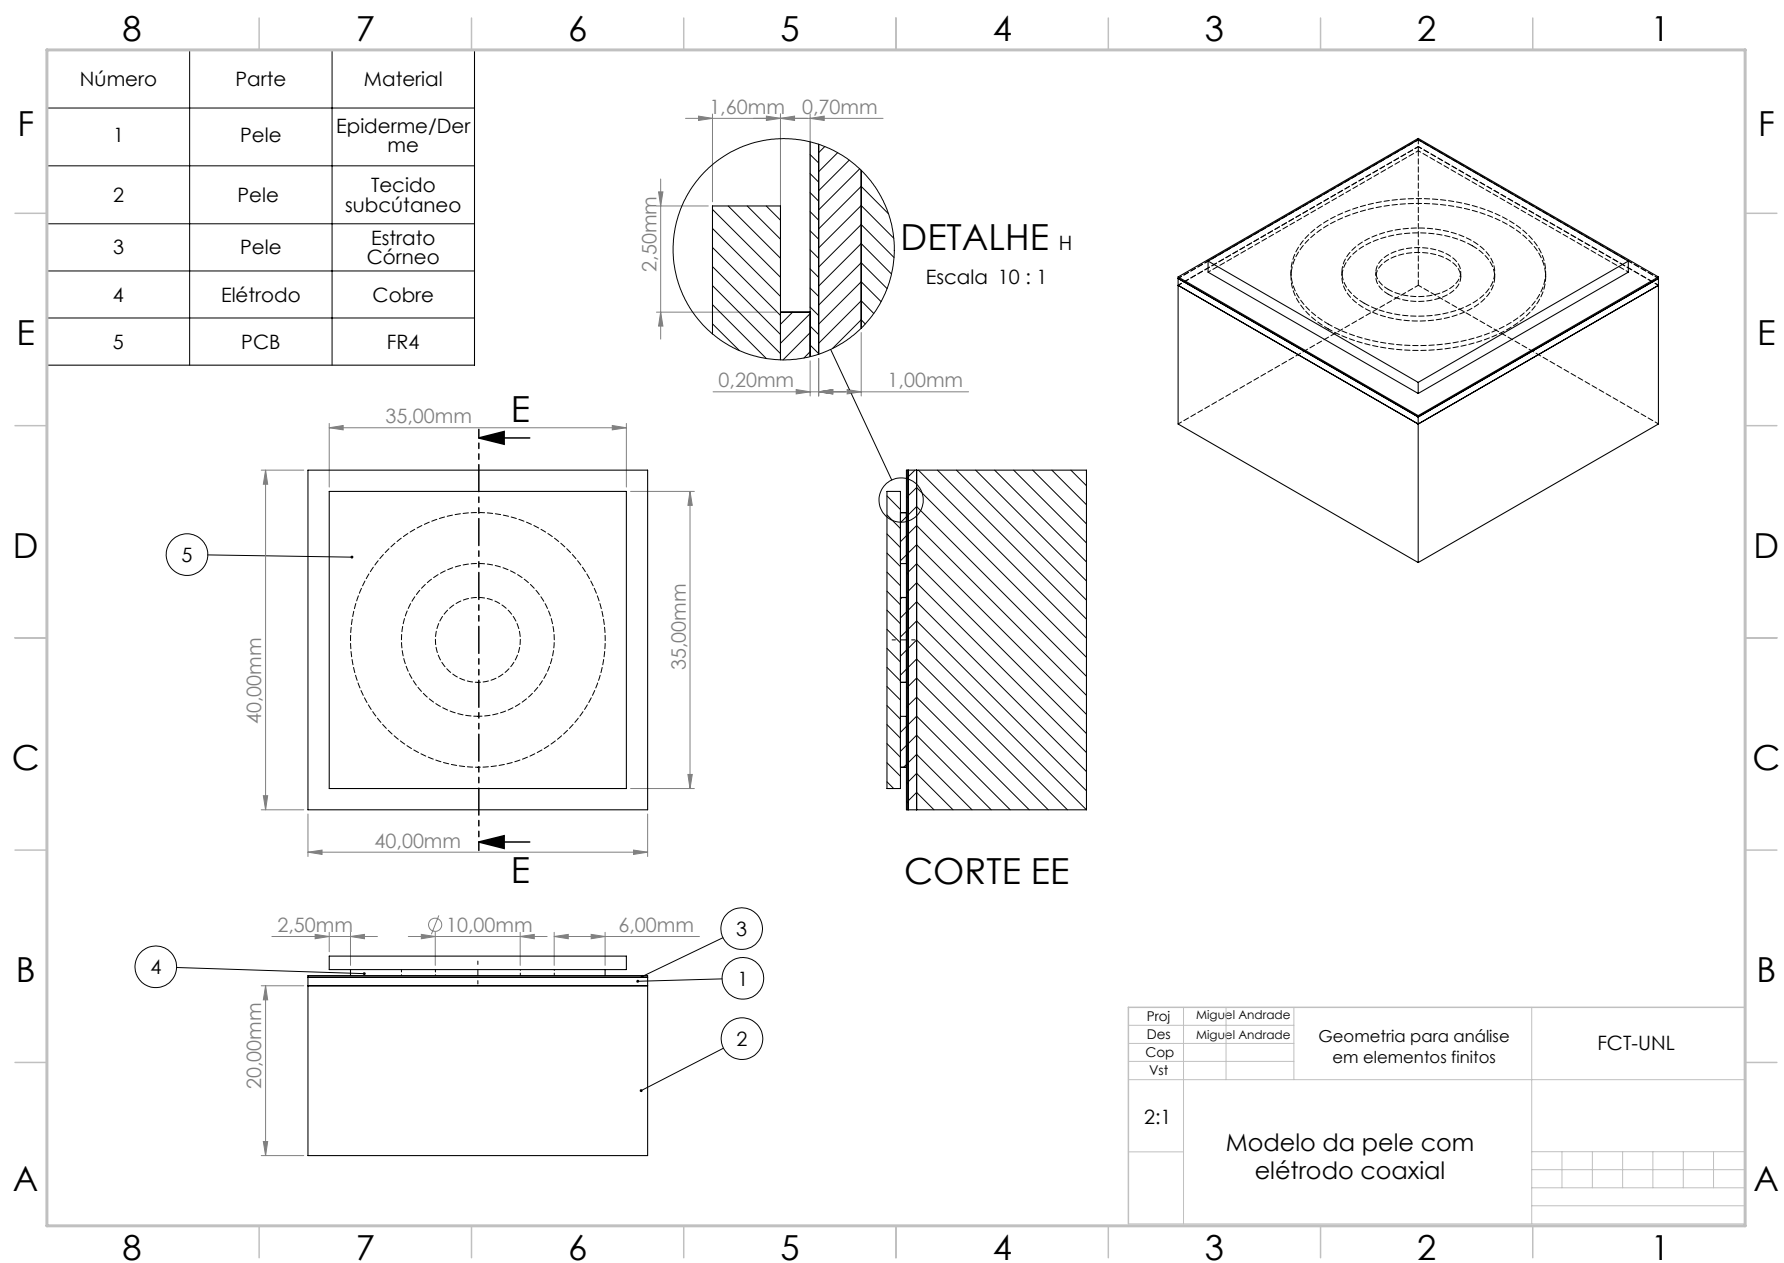 8 7 6 5 4 3 2 1
F
E
D
C
B
A
F
E
D
C
B
A
Número Parte Material
1 Pele Epiderme/Der
me
2 Pele Tecido
subcútaneo
3 Pele Estrato
Córneo
4 Elétrodo Cobre
5 PCB FR4
1,60mm 0,70mm
2,50mm
DETALHE H
Escala 10 : 1
0,20mm 1,00mm
35,00mm
E
5
40,00mm
35,00mm
40,00mm
E
CORTE EE
2,50mm Ø 10,00mm 6,00mm
3
4
1
2
20,00mm
Proj Miguel Andrade
Des Miguel Andrade
Cop
Vst
Geometria para análise
em elementos finitos
FCT-UNL
2:1
Modelo da pele com
elétrodo coaxial
8 7 6 5 4 3 2 1